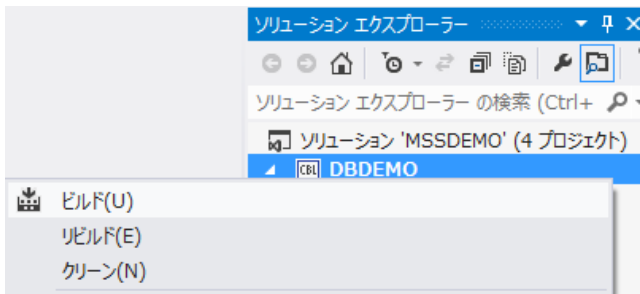 ソリューション エクスプローラー
ソリューション エクスプローラー の検索 (Ctrl+
ソリューション 'MSSDEMO' (4 プロジェクト)
CBL DBDEMO
ビルド(U)
リビルド(E)
クリーン(N)